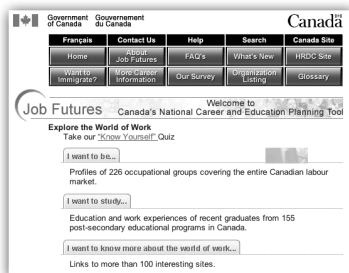 Government Gouvernement
of Canada du Canada
Canada
Français Contact Us Help Search Canada Site
Home About Job Futures FAQ's What's New HRDC Site
Want to Immigrate? More Career Information Our Survey Organization Listing Glossary
Welcome to
Job Futures Canada's National Career and Education Planning Tool
Explore the World of Work
Take our "Know Yourself" Quiz
I want to be...
Profiles of 226 occupational groups covering the entire Canadian labour
market.
I want to study...
Education and work experiences of recent graduates from 155
post-secondary educational programs in Canada.
I want to know more about the world of work...
Links to more than 100 interesting sites.